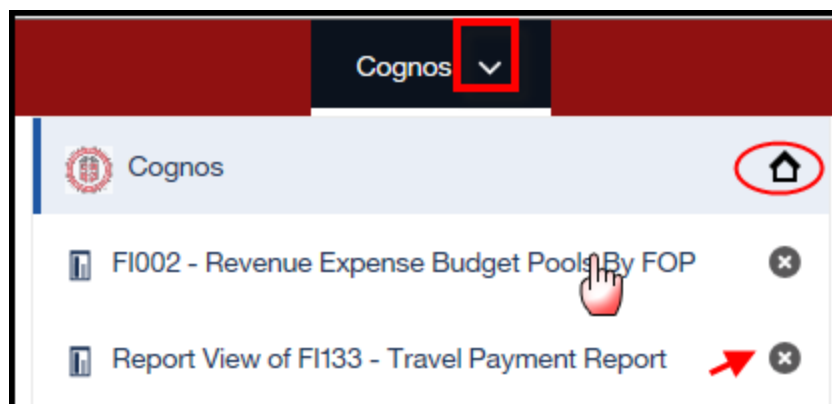 Cognos
Cognos
FI002 - Revenue Expense Budget Pools By FOP
Report View of FI133 - Travel Payment Report